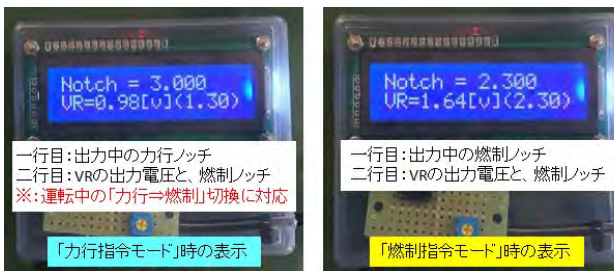 Notch = 3.000
VR=0.98[v](1.30)
一行目：出力中の力行ノッチ
二行目：VRの出力電圧と、燃制ノッチ
※：運転中の「力行⇒燃制」切換に対応
「力行指令モード」時の表示
Notch = 2.300
VR=1.64[v](2.30)
一行目：出力中の燃制ノッチ
二行目：VRの出力電圧と、燃制ノッチ
「燃制指令モード」時の表示